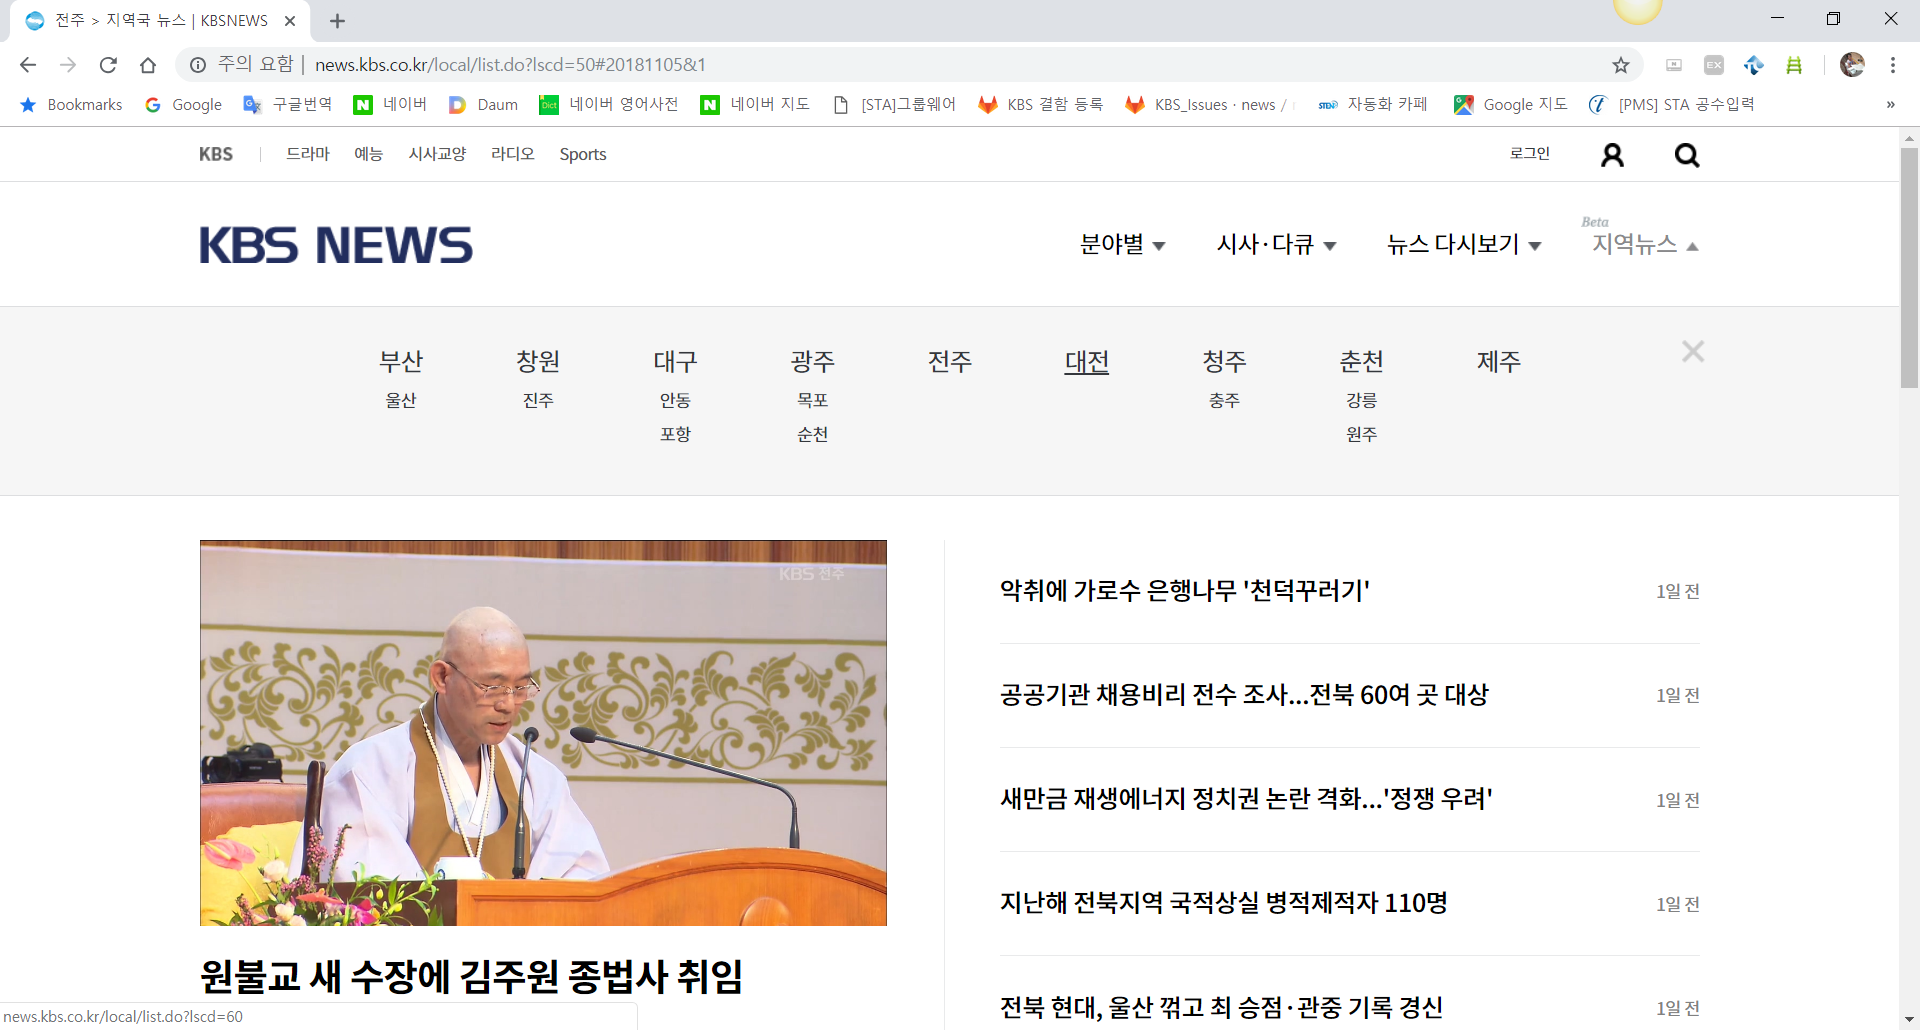 전주 > 지역국 뉴스 | KBSNEWS
주의 요함 | news.kbs.co.kr/local/list.do?lscd=50#20181105&1
EX
Bookmarks Google 구글번역 네이버 Daum 네이버 영어사전 네이버 지도 [STA]그룹웨어 KBS 결함 등록 KBS_Issues · news / 자동화 카페 Google 지도 [PMS] STA 공수입력 »
KBS | 드라마 예능 시사교양 라디오 Sports 로그인
Beta
KBS NEWS 분야별 시사·다큐 뉴스 다시보기 지역뉴스
부산 창원 대구 광주 전주 대전 청주 춘천 제주
울산 진주 안동 목포 충주 강릉
포항 순천 원주
KBS 전주
악취에 가로수 은행나무 '천덕꾸러기' 1일 전
공공기관 채용비리 전수 조사...전북 60여 곳 대상 1일 전
새만금 재생에너지 정치권 논란 격화...'정쟁 우려' 1일 전
지난해 전북지역 국적상실 병적제적자 110명 1일 전
원불교 새 수장에 김주원 종법사 취임
전북 현대, 울산 꺾고 최 승점·관중 기록 경신 1일 전
news.kbs.co.kr/local/list.do?lscd=60